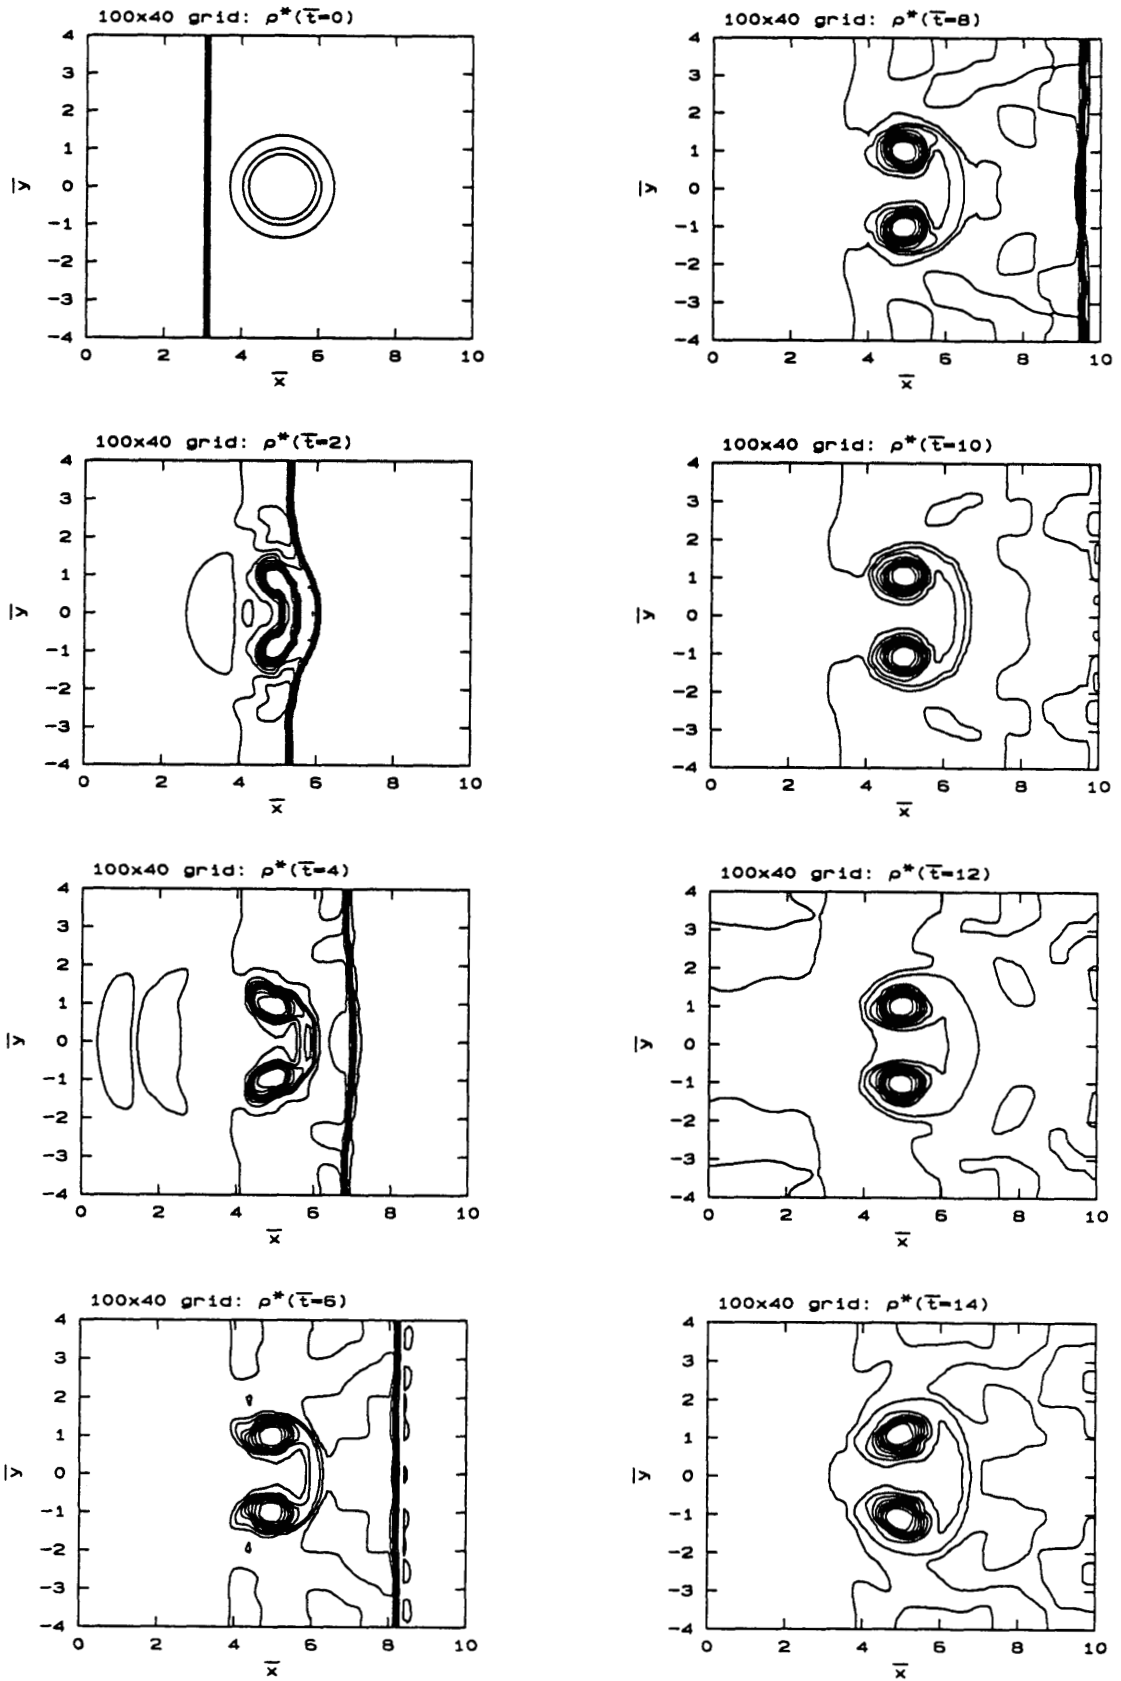 100x40 grid: ρ*(t̅=0)
4
3
2
1
0
-1
-2
-3
-4
y̅
0 2 4 6 8 10
x̅
100x40 grid: ρ*(t̅=2)
4
3
2
1
0
-1
-2
-3
-4
y̅
0 2 4 6 8 10
x̅
100x40 grid: ρ*(t̅=4)
4
3
2
1
0
-1
-2
-3
-4
y̅
0 2 4 6 8 10
x̅
100x40 grid: ρ*(t̅=6)
4
3
2
1
0
-1
-2
-3
-4
y̅
0 2 4 6 8 10
x̅
100x40 grid: ρ*(t̅=8)
4
3
2
1
0
-1
-2
-3
-4
y̅
0 2 4 6 8 10
x̅
100x40 grid: ρ*(t̅=10)
4
3
2
1
0
-1
-2
-3
-4
y̅
0 2 4 6 8 10
x̅
100x40 grid: ρ*(t̅=12)
4
3
2
1
0
-1
-2
-3
-4
y̅
0 2 4 6 8 10
x̅
100x40 grid: ρ*(t̅=14)
4
3
2
1
0
-1
-2
-3
-4
y̅
0 2 4 6 8 10
x̅